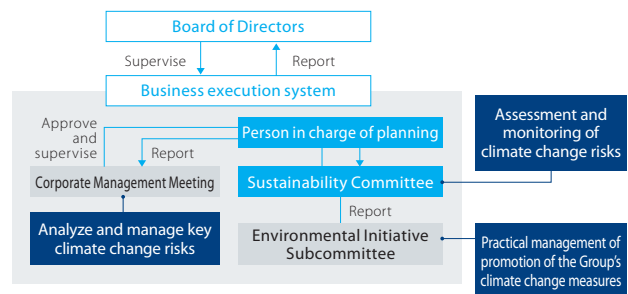 Board of Directors
Supervise
Report
Business execution system
Approve
and
supervise
Report
Person in charge of planning
Assessment and
monitoring of
climate change risks
Corporate Management Meeting
Sustainability Committee
Analyze and manage key
climate change risks
Report
Environmental Initiative
Subcommittee
Practical management of
promotion of the Group's
climate change measures